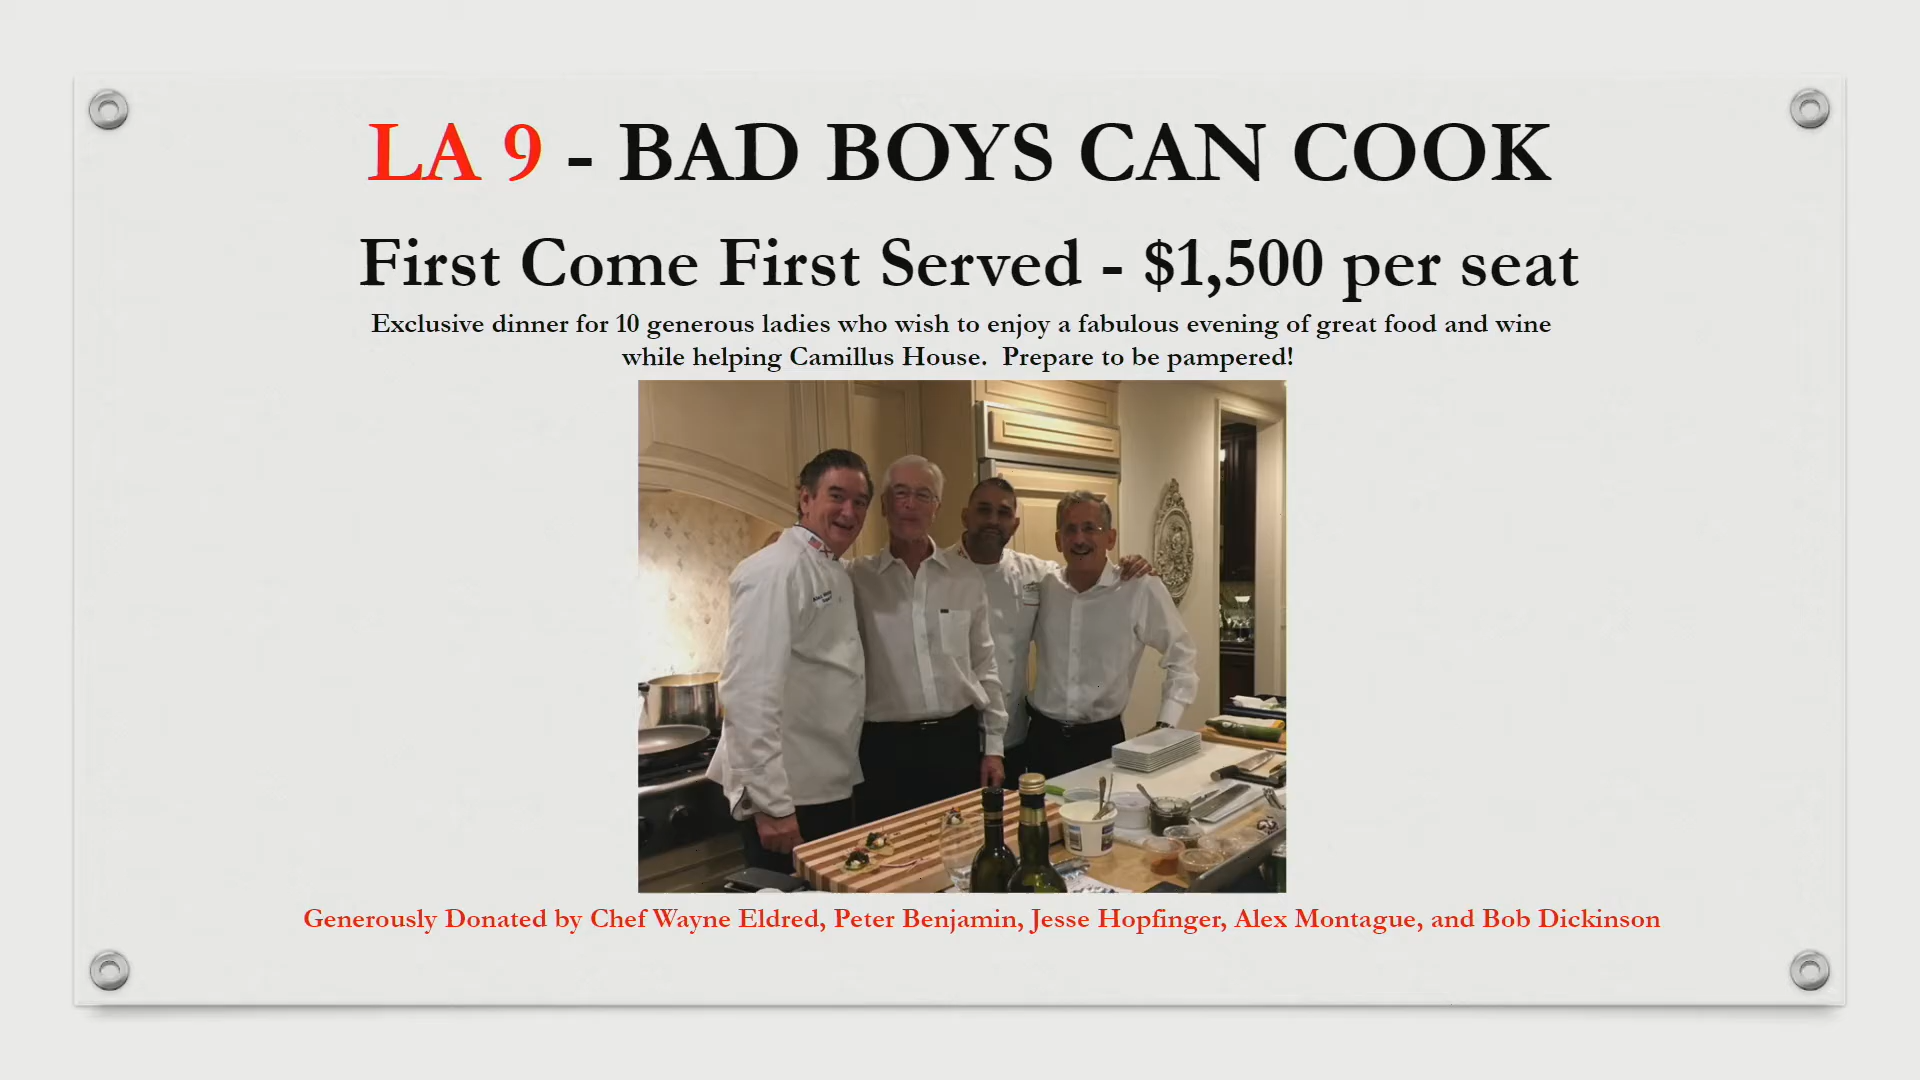 LA 9 - BAD BOYS CAN COOK
First Come First Served - $1,500 per seat
Exclusive dinner for 10 generous ladies who wish to enjoy a fabulous evening of great food and wine
while helping Camillus House.  Prepare to be pampered!
Generously Donated by Chef Wayne Eldred, Peter Benjamin, Jesse Hopfinger, Alex Montague, and Bob Dickinson